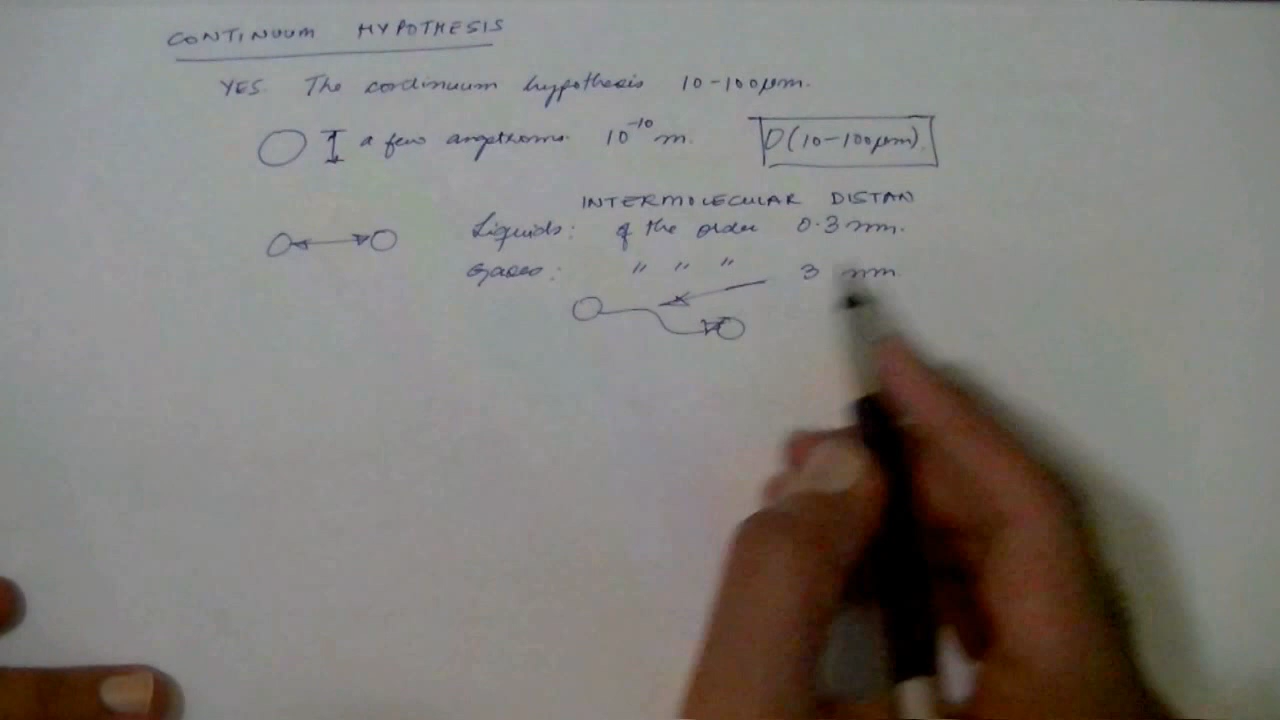 CONTINUUM HYPOTHESIS
YES. The continuum hypothesis 10-100μm.
a few angstroms. 10⁻¹⁰ m. O(10-100μm).
INTERMOLECULAR DISTAN
Liquids: of the order 0.3 nm.
Gases: " " " 3 nm